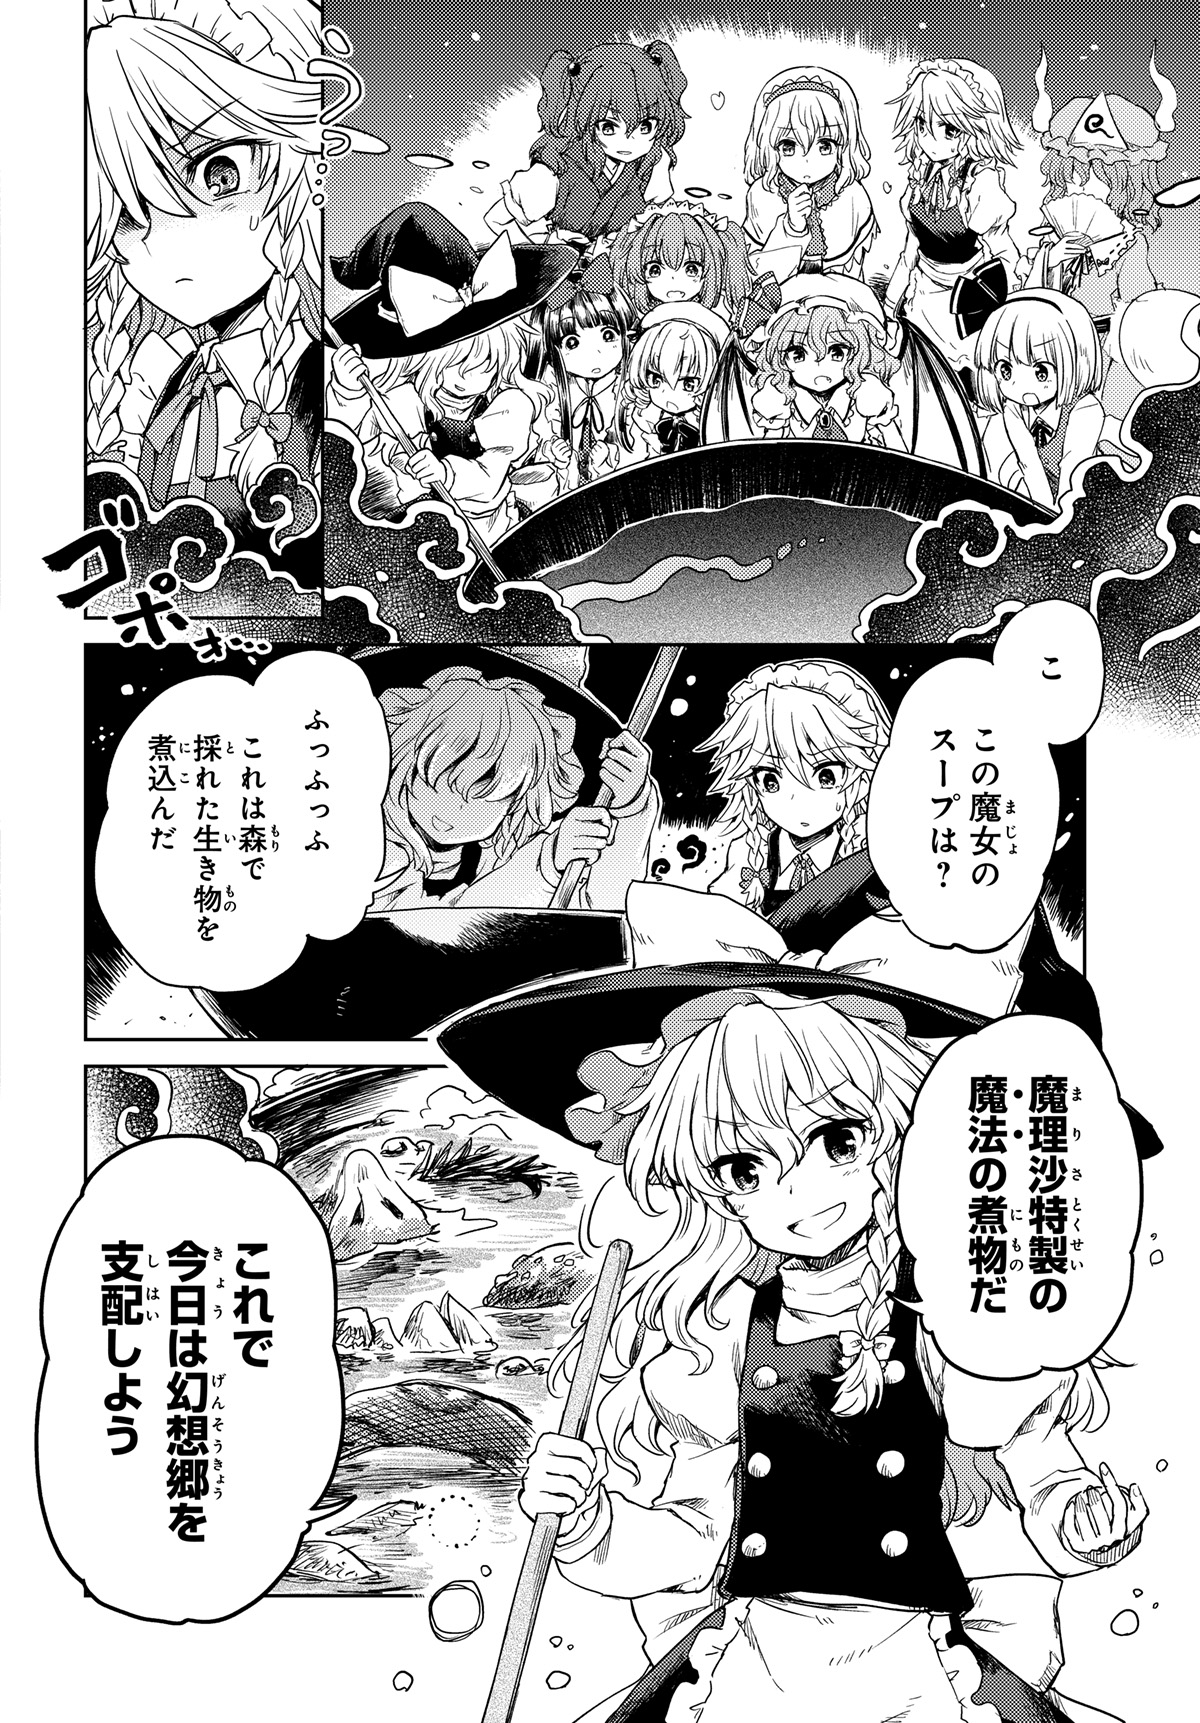 うっ…
ゴポォ…
こ
この魔女の
スープは？
ふっふっふ
これは森で
採れた生き物を
煮込んだ
魔理沙特製の
魔法の煮物だ
これで
今日は幻想郷を
支配しよう